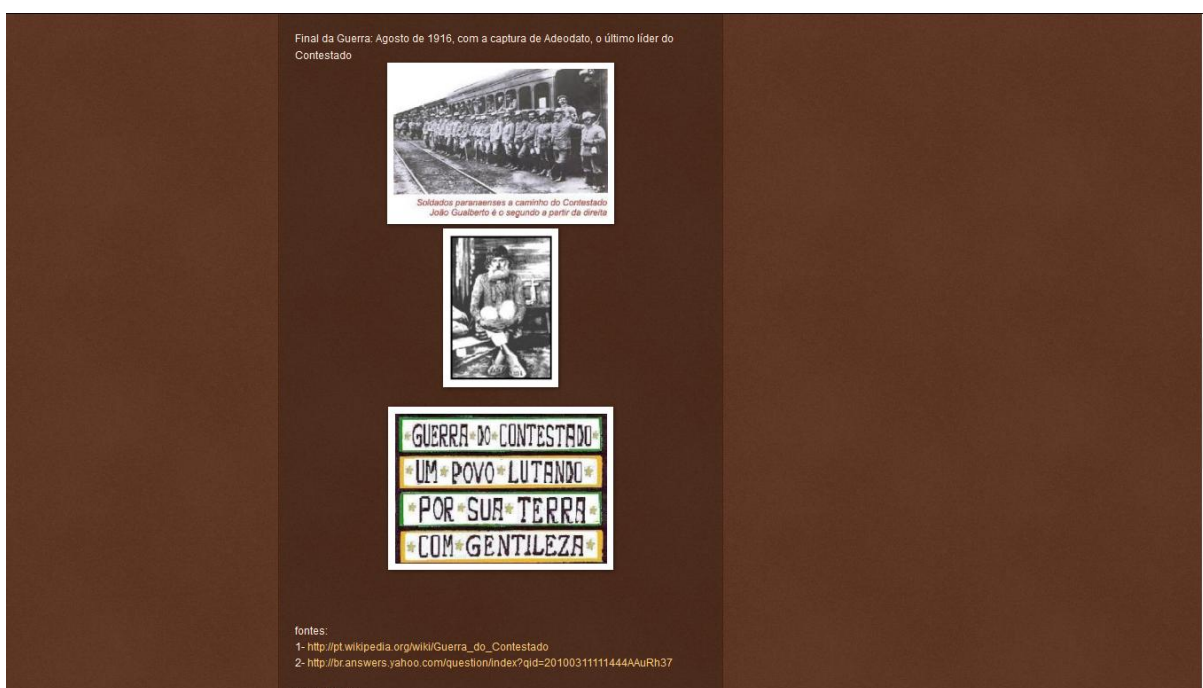 Final da Guerra: Agosto de 1916, com a captura de Adeodato, o último líder do
Contestado
Soldados paranaenses a caminho do Contestado
João Gualberto é o segundo a partir da direita
GUERRA DO CONTESTADO
UM POVO LUTANDO
POR SUA TERRA
COM GENTILEZA
fontes:
1- http://pt.wikipedia.org/wiki/Guerra_do_Contestado
2- http://br.answers.yahoo.com/question/index?qid=20100311111444AAuRh37